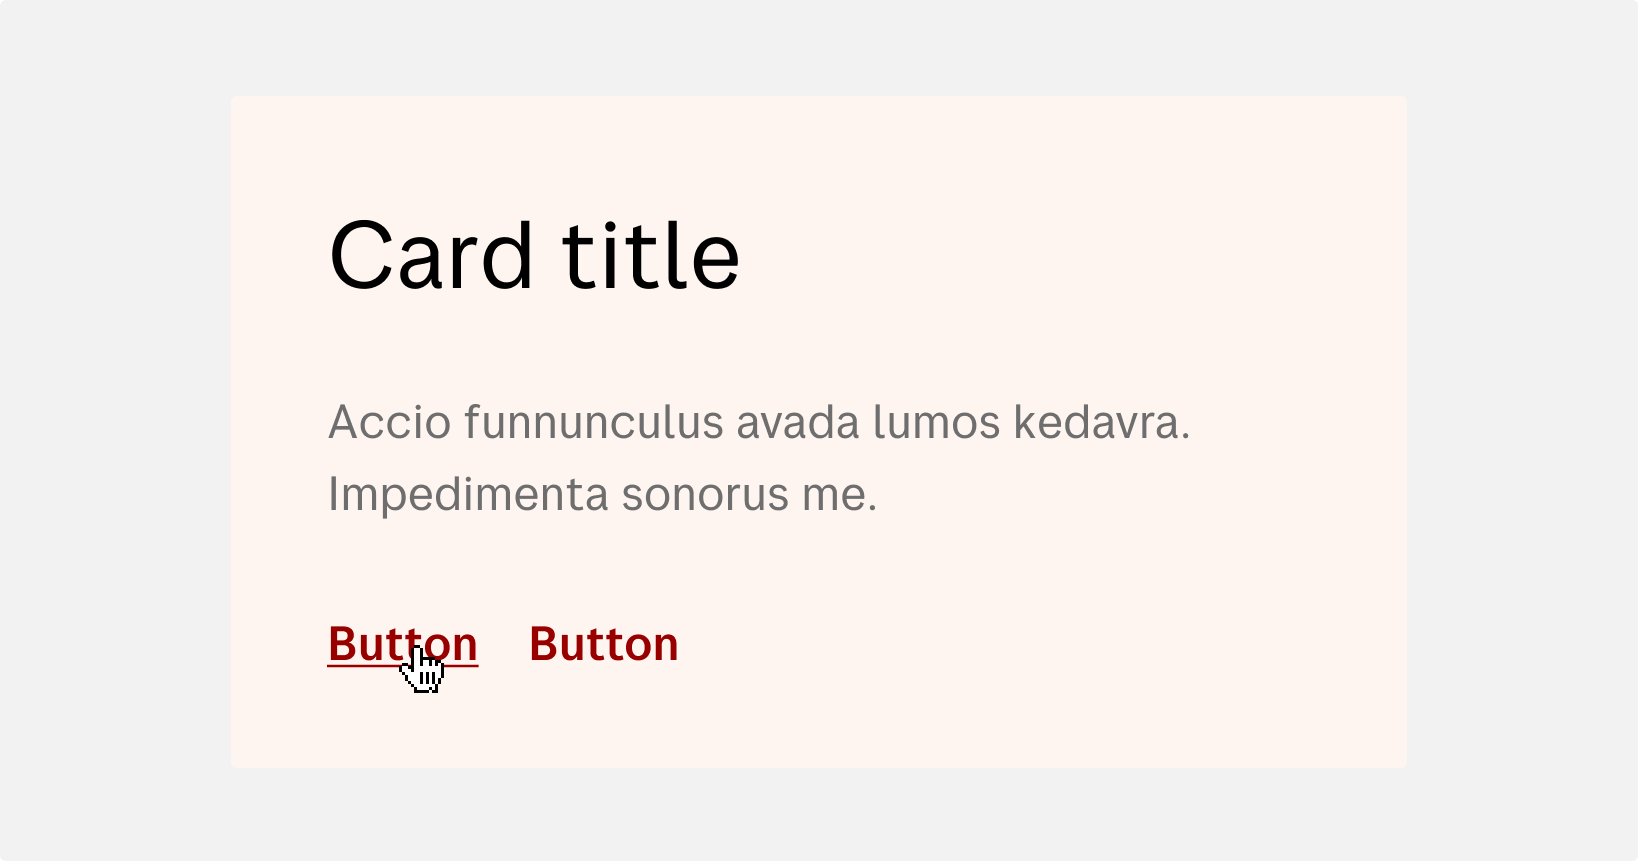 Card title
Accio funnunculus avada lumos kedavra.
Impedimenta sonorus me.
Button Button